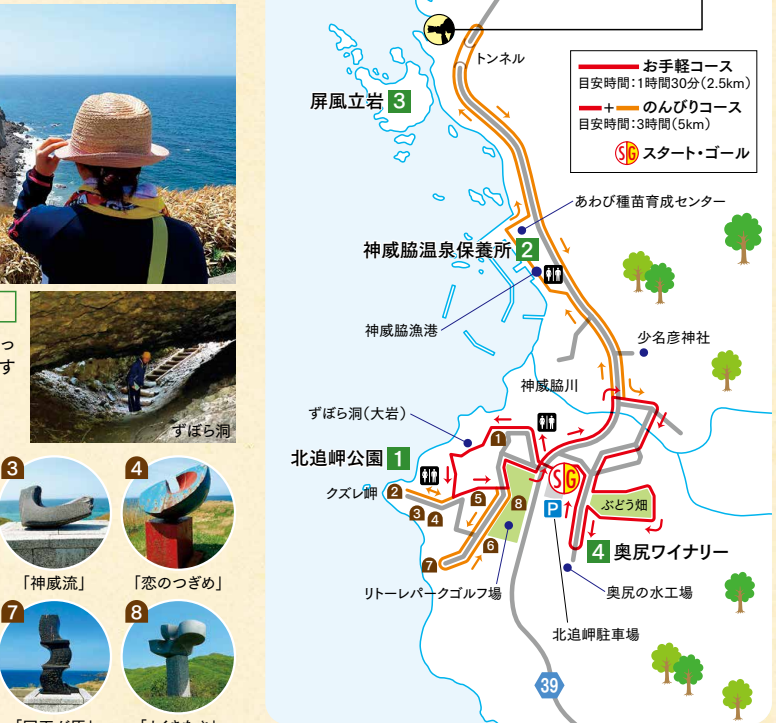 っ
す
ずぼら洞
3
4
「神威流」
「恋のつぎめ」
7
8
トンネル
お手軽コース
目安時間：1時間30分（2.5km）
＋ のんびりコース
目安時間：3時間（5km）
SG スタート・ゴール
屏風立岩 3
あわび種苗育成センター
神威脇温泉保養所 2
神威脇漁港
少名彦神社
神威脇川
ずぼら洞（大岩）
1
北追岬公園 1
SG
クズレ岬
2
5
3
4
8
P
ぶどう畑
6
7
4 奥尻ワイナリー
リトーレパークゴルフ場
奥尻の水工場
北追岬駐車場
39